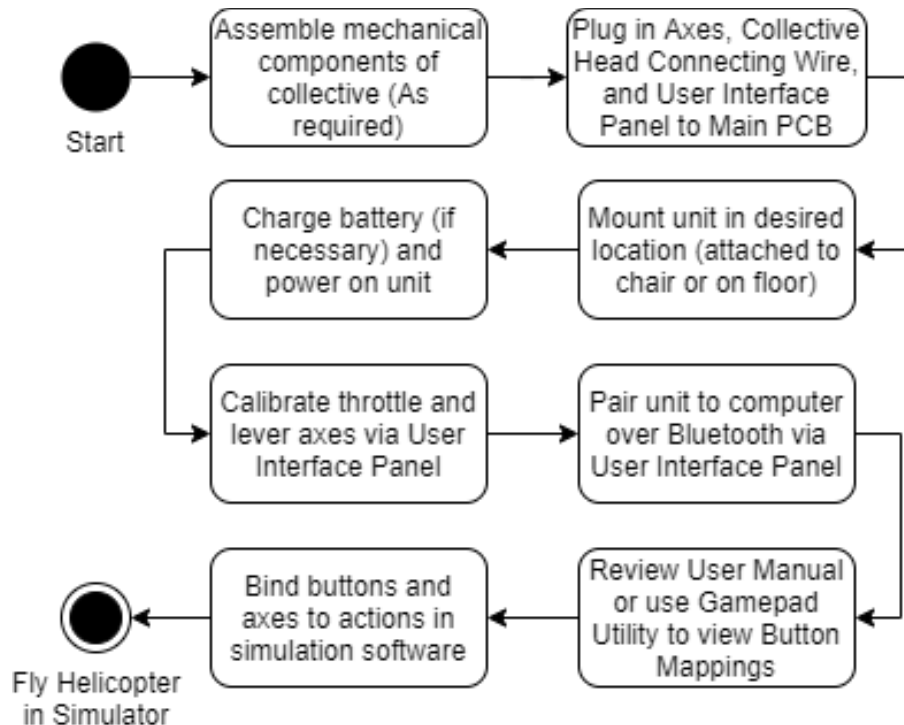 Assemble mechanical
components of
collective (As
required)
Plug in Axes, Collective
Head Connecting Wire,
and User Interface
Panel to Main PCB
Start
Charge battery (if
necessary) and
power on unit
Mount unit in desired
location (attached to
chair or on floor)
Calibrate throttle and
lever axes via User
Interface Panel
Pair unit to computer
over Bluetooth via
User Interface Panel
Bind buttons and
axes to actions in
simulation software
Review User Manual
or use Gamepad
Utility to view Button
Mappings
Fly Helicopter
in Simulator